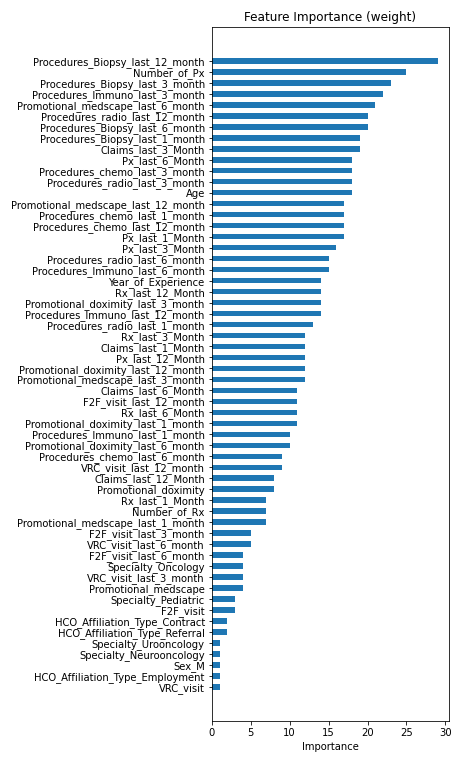 Feature Importance (weight)
Procedures_Biopsy_last_12_month
Number_of_Px
Procedures_Biopsy_last_3_month
Procedures_Immuno_last_3_month
Promotional_medscape_last_6_month
Procedures_radio_last_12_month
Procedures_Biopsy_last_6_month
Procedures_Biopsy_last_1_month
Claims_last_3_Month
Px_last_6_Month
Procedures_chemo_last_3_month
Procedures_radio_last_3_month
Age
Promotional_medscape_last_12_month
Procedures_chemo_last_1_month
Procedures_chemo_last_12_month
Px_last_1_Month
Px_last_3_Month
Procedures_radio_last_6_month
Procedures_Immuno_last_6_month
Year_of_Experience
Rx_last_12_Month
Promotional_doximity_last_3_month
Procedures_Immuno_last_12_month
Procedures_radio_last_1_month
Rx_last_3_Month
Claims_last_1_Month
Px_last_12_Month
Promotional_doximity_last_12_month
Promotional_medscape_last_3_month
Claims_last_6_Month
F2F_visit_last_12_month
Rx_last_6_Month
Promotional_doximity_last_1_month
Procedures_Immuno_last_1_month
Promotional_doximity_last_6_month
Procedures_chemo_last_6_month
VRC_visit_last_12_month
Claims_last_12_Month
Promotional_doximity
Rx_last_1_Month
Number_of_Rx
Promotional_medscape_last_1_month
F2F_visit_last_3_month
VRC_visit_last_6_month
F2F_visit_last_6_month
Specialty_Oncology
VRC_visit_last_3_month
Promotional_medscape
Specialty_Pediatric
F2F_visit
HCO_Affiliation_Type_Contract
HCO_Affiliation_Type_Referral
Specialty_Urooncology
Specialty_Neurooncology
Sex_M
HCO_Affiliation_Type_Employment
VRC_visit
0 5 10 15 20 25 30
Importance